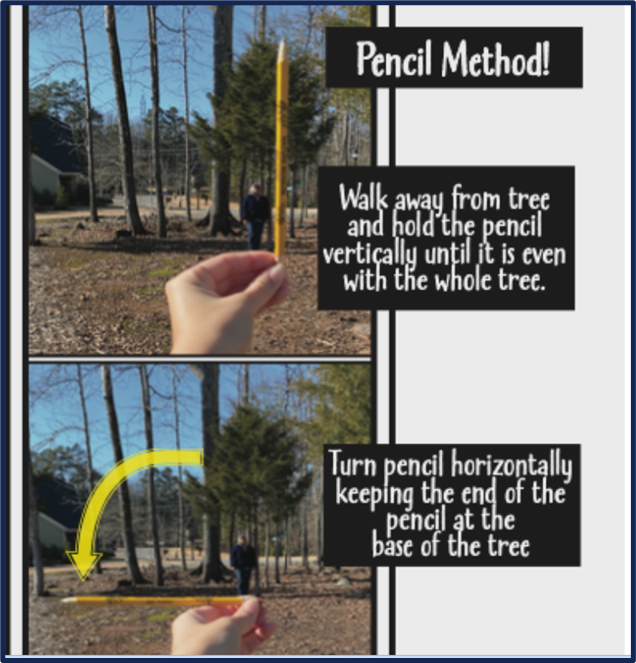 Pencil Method!
Walk away from tree
and hold the pencil
vertically until it is even
with the whole tree.
Turn pencil horizontally
keeping the end of the
pencil at the
base of the tree